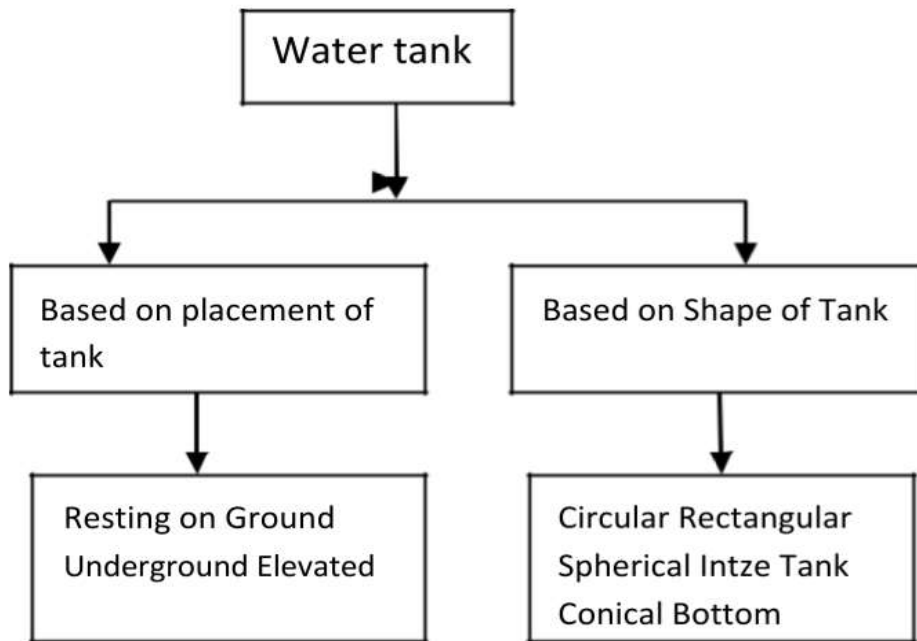 Water tank
Based on placement of
tank
Based on Shape of Tank
Resting on Ground
Underground Elevated
Circular Rectangular
Spherical Intze Tank
Conical Bottom